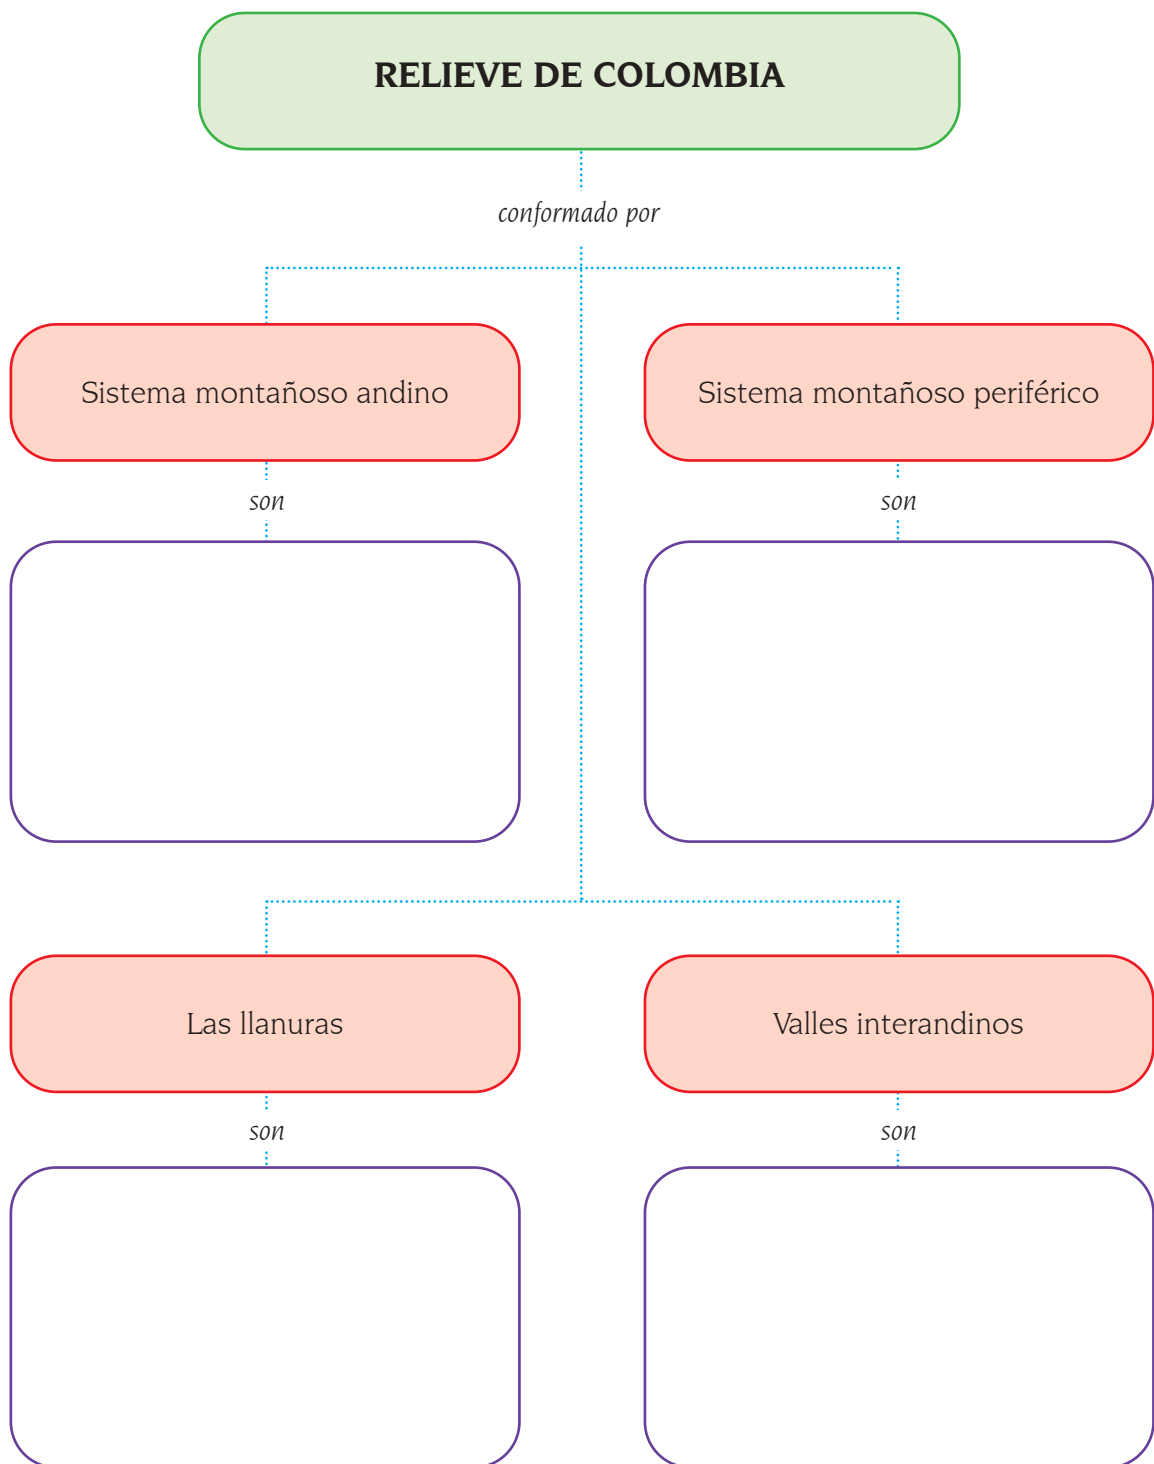 RELIEVE DE COLOMBIA
conformado por
Sistema montañoso andino
Sistema montañoso periférico
son
son
Las llanuras
Valles interandinos
son
son